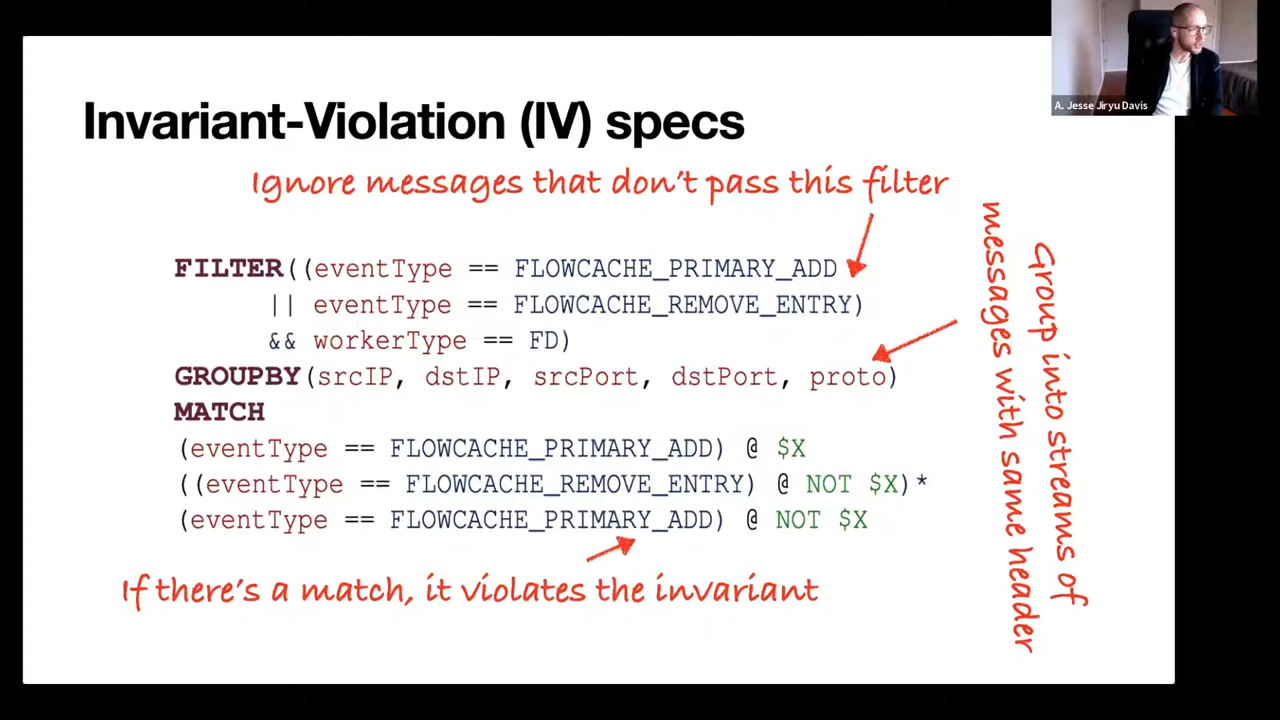 A. Jesse Jiryu Davis
Invariant-Violation (IV) specs
Ignore messages that don't pass this filter
FILTER((eventType == FLOWCACHE_PRIMARY_ADD
|| eventType == FLOWCACHE_REMOVE_ENTRY)
&& workerType == FD)
GROUPBY(srcIP, dstIP, srcPort, dstPort, proto)
MATCH
(eventType == FLOWCACHE_PRIMARY_ADD) @ $X
((eventType == FLOWCACHE_REMOVE_ENTRY) @ NOT $X)*
(eventType == FLOWCACHE_PRIMARY_ADD) @ NOT $X
If there's a match, it violates the invariant
Group into streams of
messages with same header